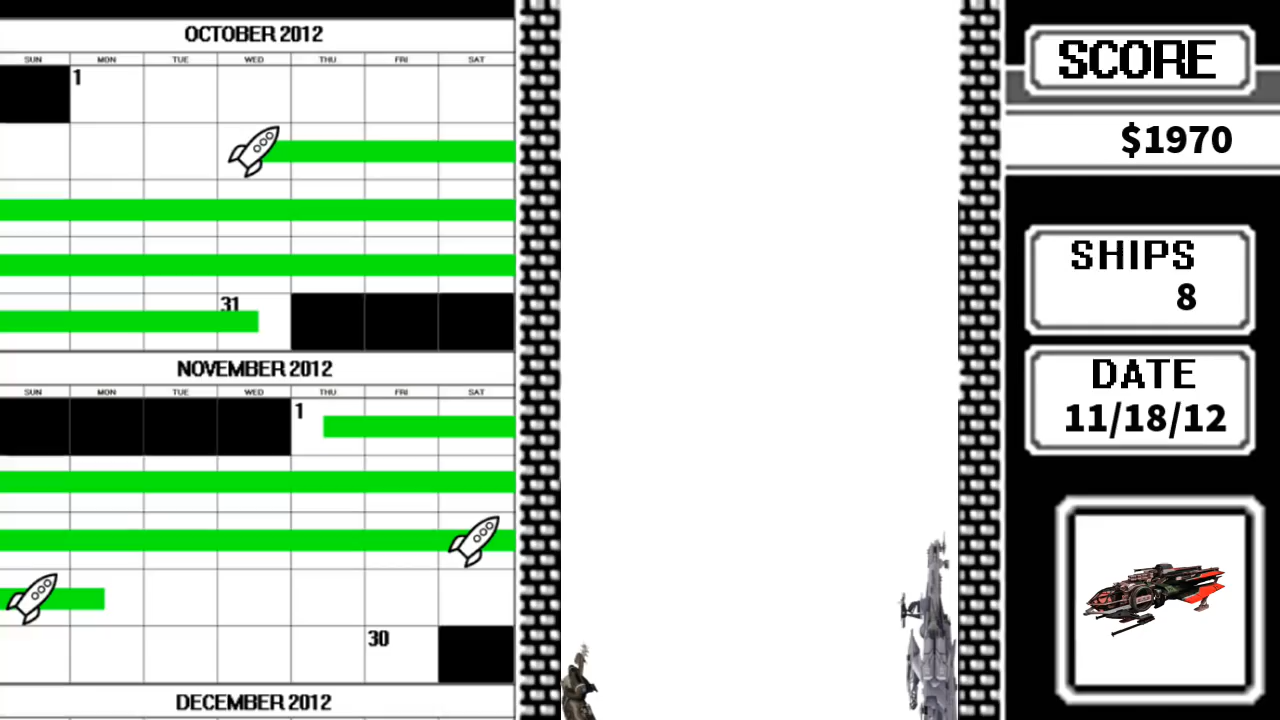 OCTOBER 2012
SUN MON TUE WED THU FRI SAT
1
31
NOVEMBER 2012
SUN MON TUE WED THU FRI SAT
1
30
DECEMBER 2012
SCORE
$1970
SHIPS
8
DATE
11/18/12